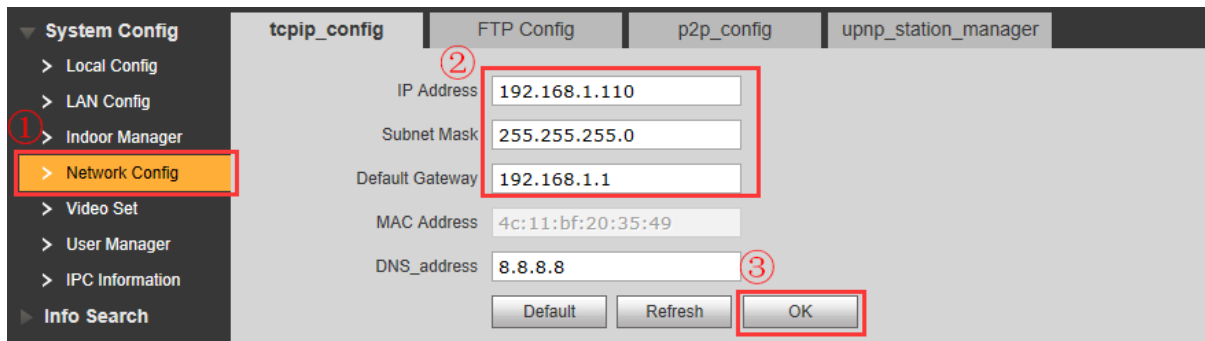 System Config
Local Config
LAN Config
① Indoor Manager
Network Config
Video Set
User Manager
IPC Information
Info Search
tcpip_config FTP Config p2p_config upnp_station_manager
②
IP Address 192.168.1.110
Subnet Mask 255.255.255.0
Default Gateway 192.168.1.1
MAC Address 4c:11:bf:20:35:49
DNS_address 8.8.8.8
③
Default Refresh OK